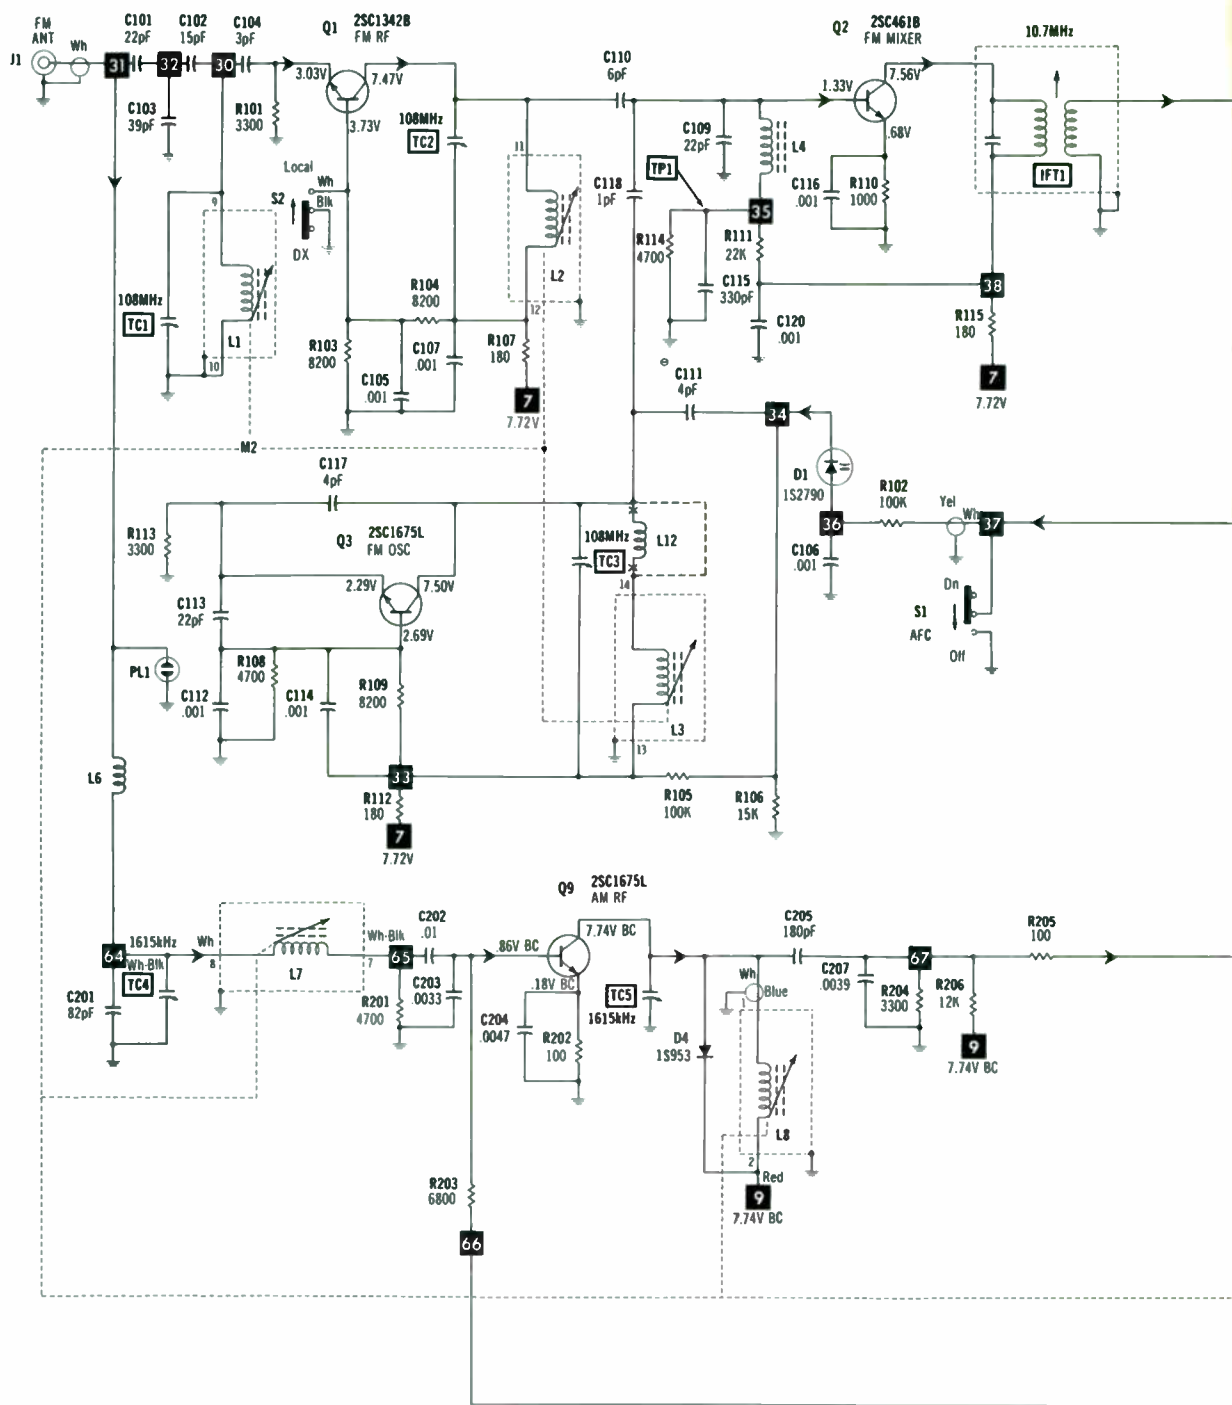 FM
ANT
J1
Wh
31
C101
22pF
C102
15pF
C104
3pF
32
30
C103
39pF
R101
3300
Q1
2SC1342B
FM RF
3.03V
7.47V
3.73V
108MHz
TC2
C110
6pF
Q2
2SC461B
FM MIXER
1.33V
7.56V
.68V
10.7MHz
IFT1
C109
22pF
L4
TP1
C118
1pF
C116
.001
R110
1000
Local
Wh
Blk
S2
DX
9
11
L2
12
35
R114
4700
R111
22K
C115
330pF
C120
.001
38
R115
180
7
7.72V
108MHz
TC1
L1
10
R104
8200
R103
8200
C105
.001
C107
.001
R107
180
7
7.72V
C111
4pF
34
D1
1S2790
R102
100K
Yel
Wh
37
36
C106
.001
Dn
S1
AFC
Off
M2
C117
4pF
R113
3300
Q3
2SC1675L
FM OSC
2.29V
7.50V
2.69V
108MHz
TC3
L12
14
C113
22pF
PL1
C112
.001
R108
4700
C114
.001
R109
8200
L3
13
L6
33
R112
180
7
7.72V
R105
100K
R106
15K
64
1615kHz
Wh-Blk
TC4
Wh
8
L7
7
Wh-Blk
65
C201
82pF
C202
.01
C203
.0033
R201
4700
Q9
2SC1675L
AM RF
.86V BC
7.74V BC
.18V BC
TC5
1615kHz
C204
.0047
R202
100
D4
1S953
Wh
Blue
1
L8
2
Red
9
7.74V BC
C205
180pF
C207
.0039
67
R204
3300
R206
12K
9
7.74V BC
R205
100
R203
6800
66